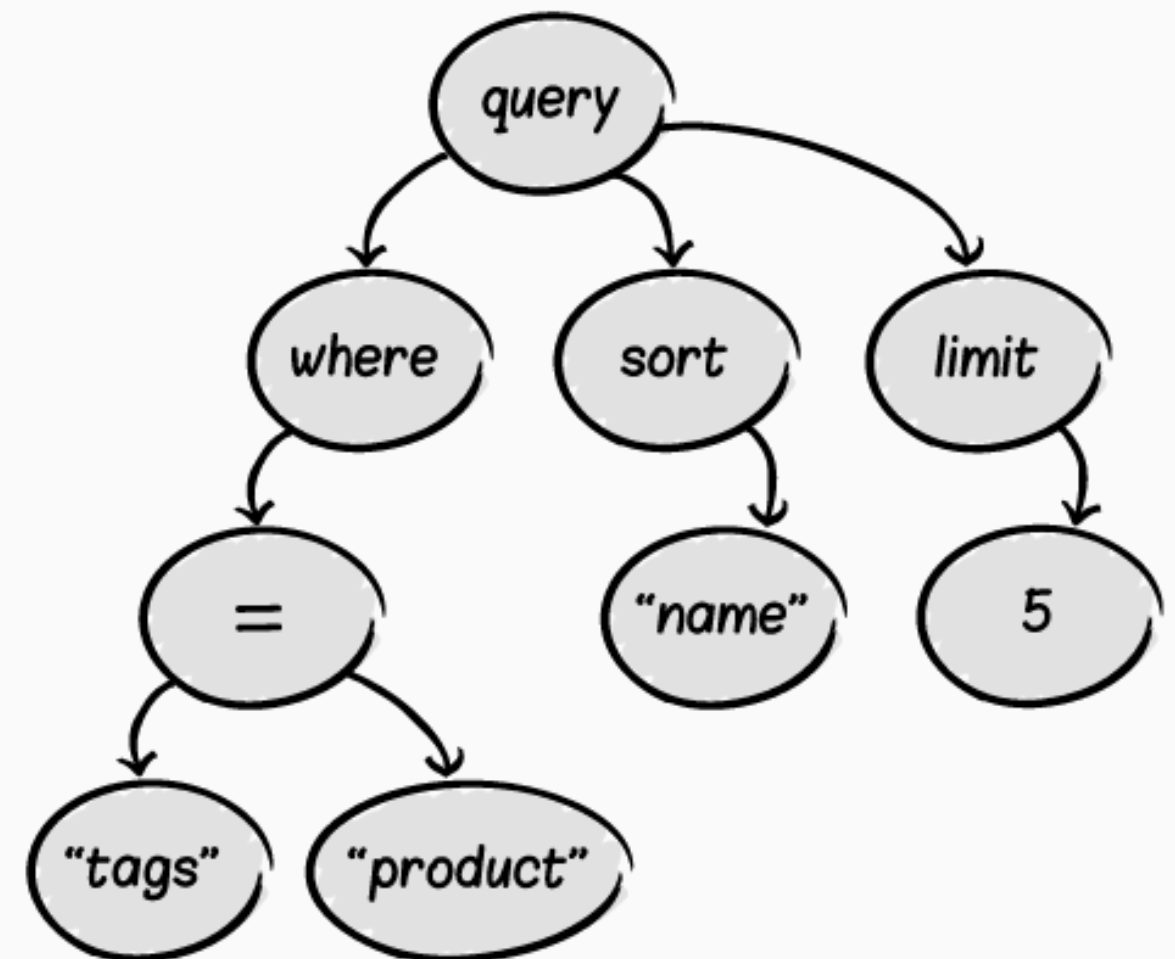 query
where
sort
limit
=
“name”
5
“tags”
“product”